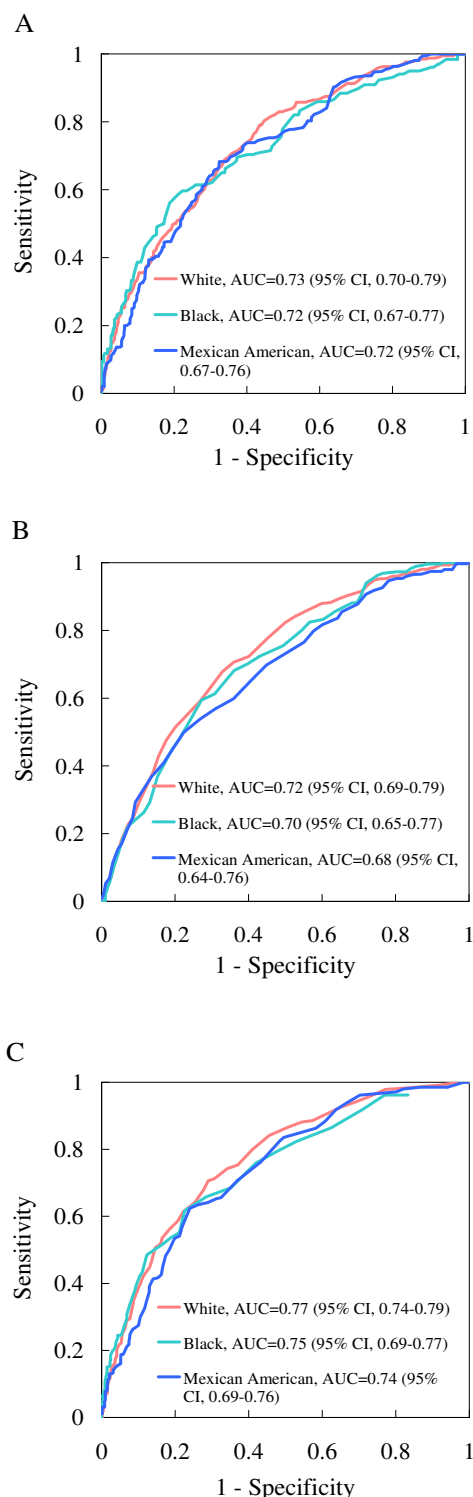 A
1
0.8
0.6
0.4
0.2
0
Sensitivity
White, AUC=0.73 (95% CI, 0.70-0.79)
Black, AUC=0.72 (95% CI, 0.67-0.77)
Mexican American, AUC=0.72 (95% CI,
0.67-0.76)
0 0.2 0.4 0.6 0.8 1
1 - Specificity
B
1
0.8
0.6
0.4
0.2
0
Sensitivity
White, AUC=0.72 (95% CI, 0.69-0.79)
Black, AUC=0.70 (95% CI, 0.65-0.77)
Mexican American, AUC=0.68 (95% CI,
0.64-0.76)
0 0.2 0.4 0.6 0.8 1
1 - Specificity
C
1
0.8
0.6
0.4
0.2
0
Sensitivity
White, AUC=0.77 (95% CI, 0.74-0.79)
Black, AUC=0.75 (95% CI, 0.69-0.77)
Mexican American, AUC=0.74 (95%
CI, 0.69-0.76)
0 0.2 0.4 0.6 0.8 1
1 - Specificity